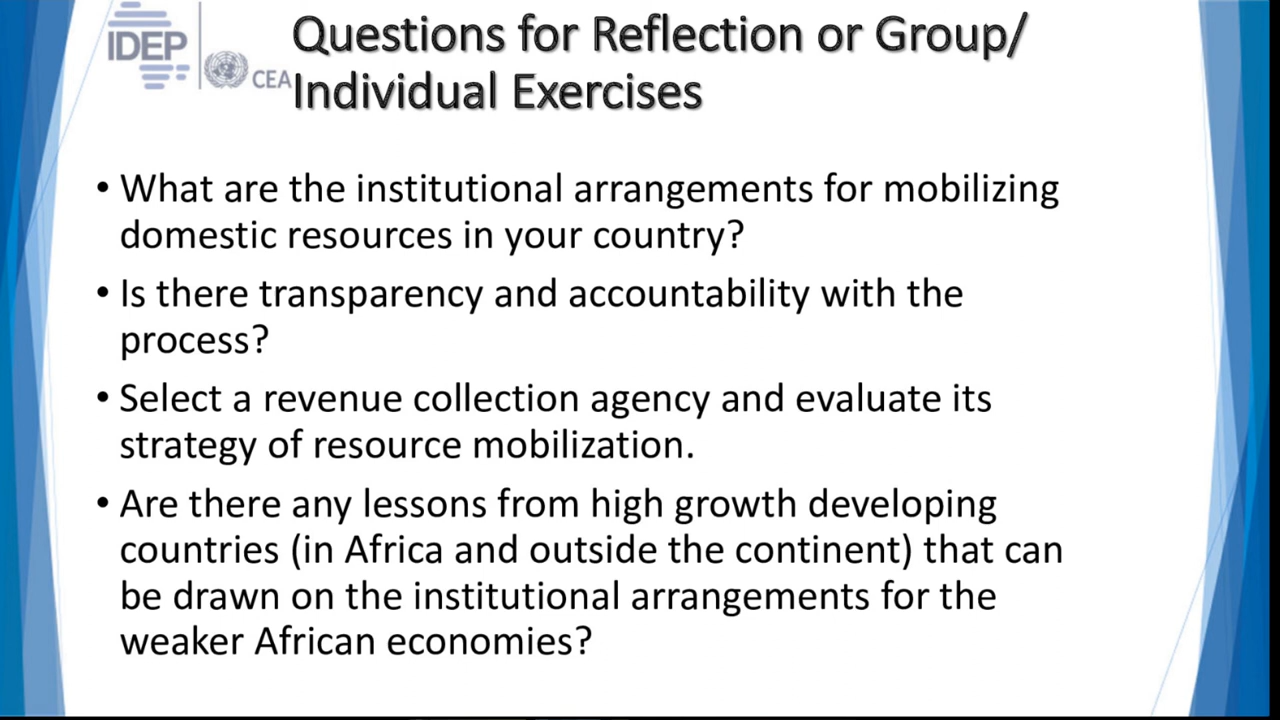 IDEP
CEA
Questions for Reflection or Group/
Individual Exercises
• What are the institutional arrangements for mobilizing
domestic resources in your country?
• Is there transparency and accountability with the
process?
• Select a revenue collection agency and evaluate its
strategy of resource mobilization.
• Are there any lessons from high growth developing
countries (in Africa and outside the continent) that can
be drawn on the institutional arrangements for the
weaker African economies?